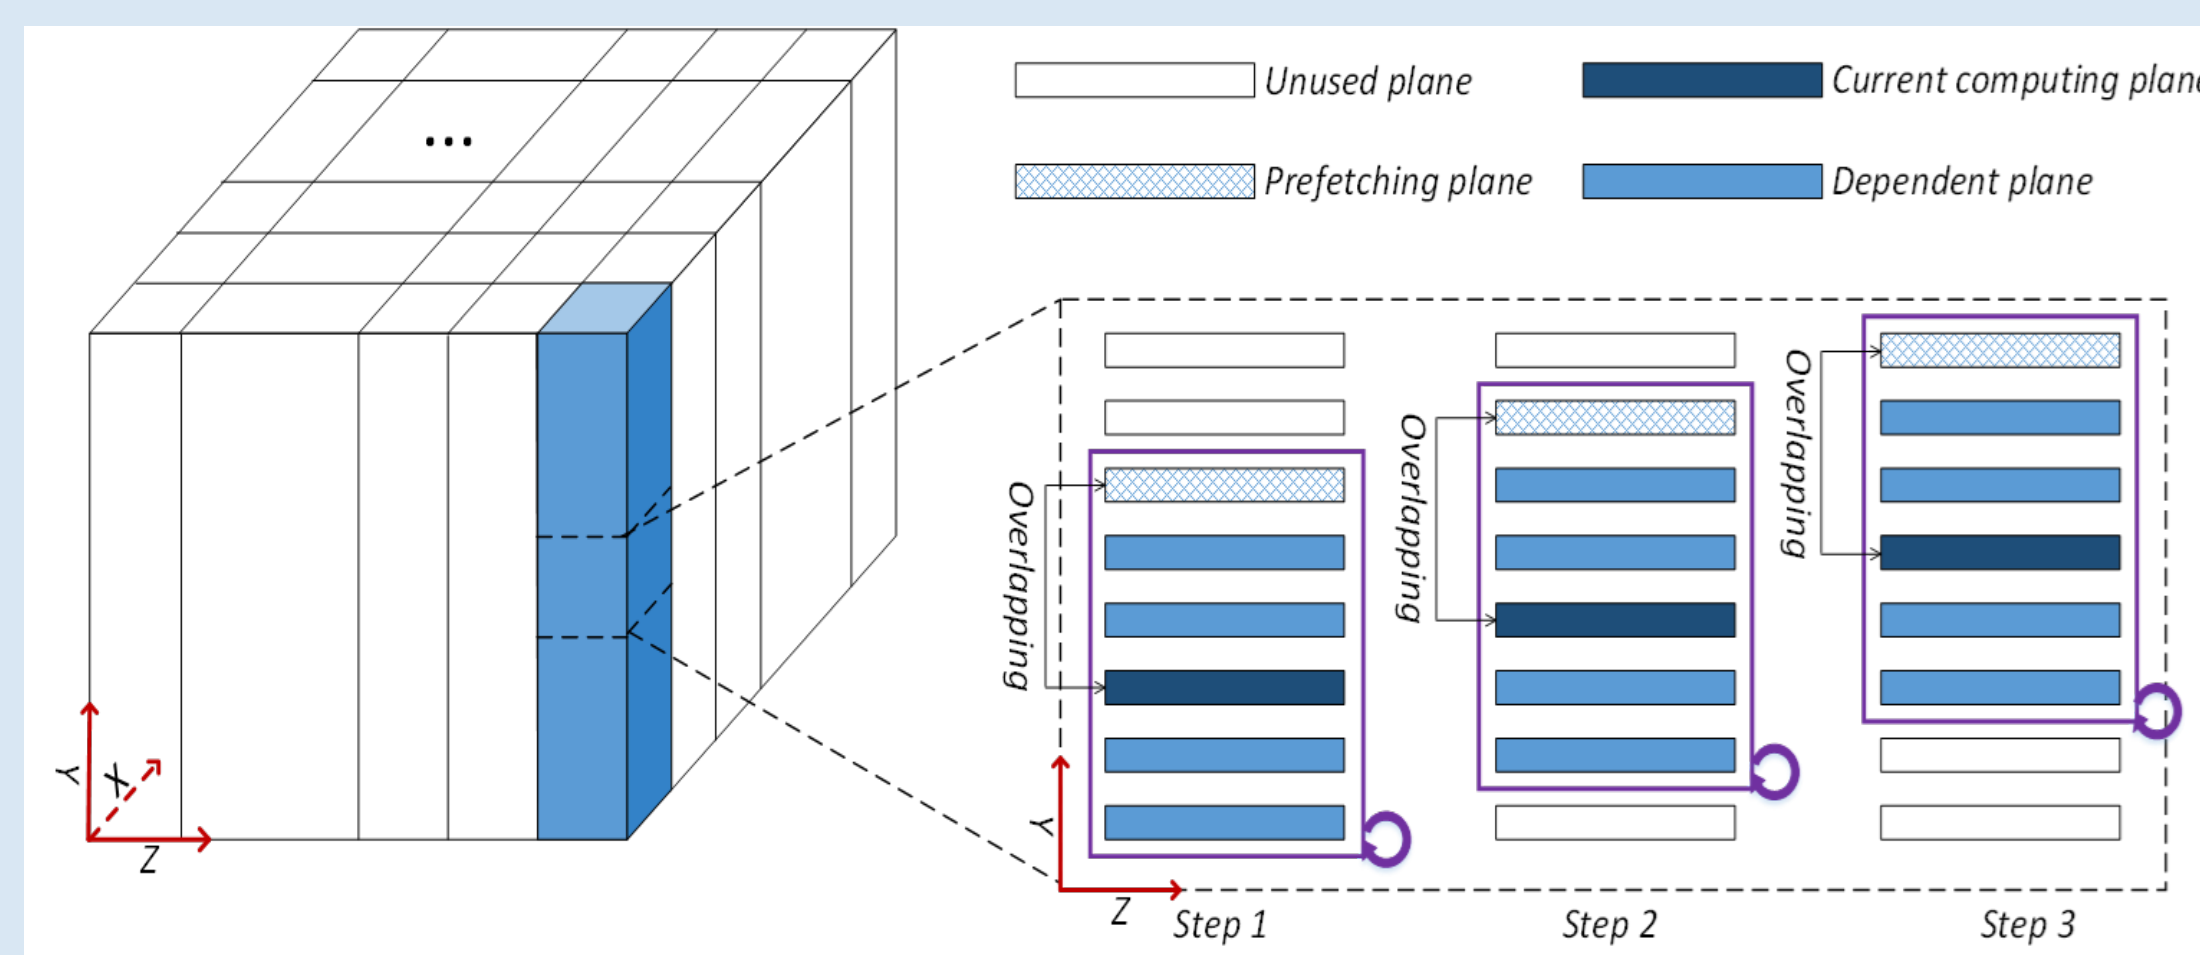 ...
Unused plane
Current computing plane
Prefetching plane
Dependent plane
Overlapping
Overlapping
Overlapping
Y
X
Z
Y
Z
Step 1
Step 2
Step 3